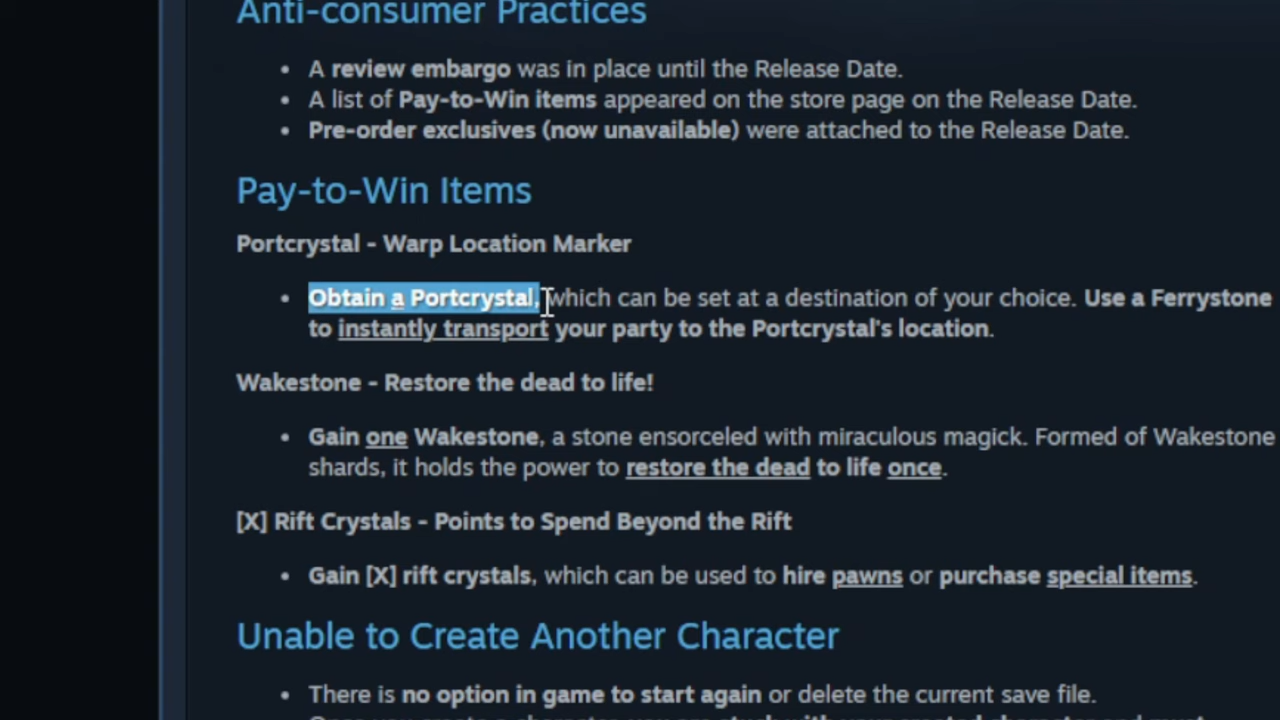 Anti-consumer Practices
• A review embargo was in place until the Release Date.
• A list of Pay-to-Win items appeared on the store page on the Release Date.
• Pre-order exclusives (now unavailable) were attached to the Release Date.
Pay-to-Win Items
Portcrystal - Warp Location Marker
• Obtain a Portcrystal, which can be set at a destination of your choice. Use a Ferrystone
to instantly transport your party to the Portcrystal's location.
Wakestone - Restore the dead to life!
• Gain one Wakestone, a stone ensorceled with miraculous magick. Formed of Wakestone
shards, it holds the power to restore the dead to life once.
[X] Rift Crystals - Points to Spend Beyond the Rift
• Gain [X] rift crystals, which can be used to hire pawns or purchase special items.
Unable to Create Another Character
• There is no option in game to start again or delete the current save file.